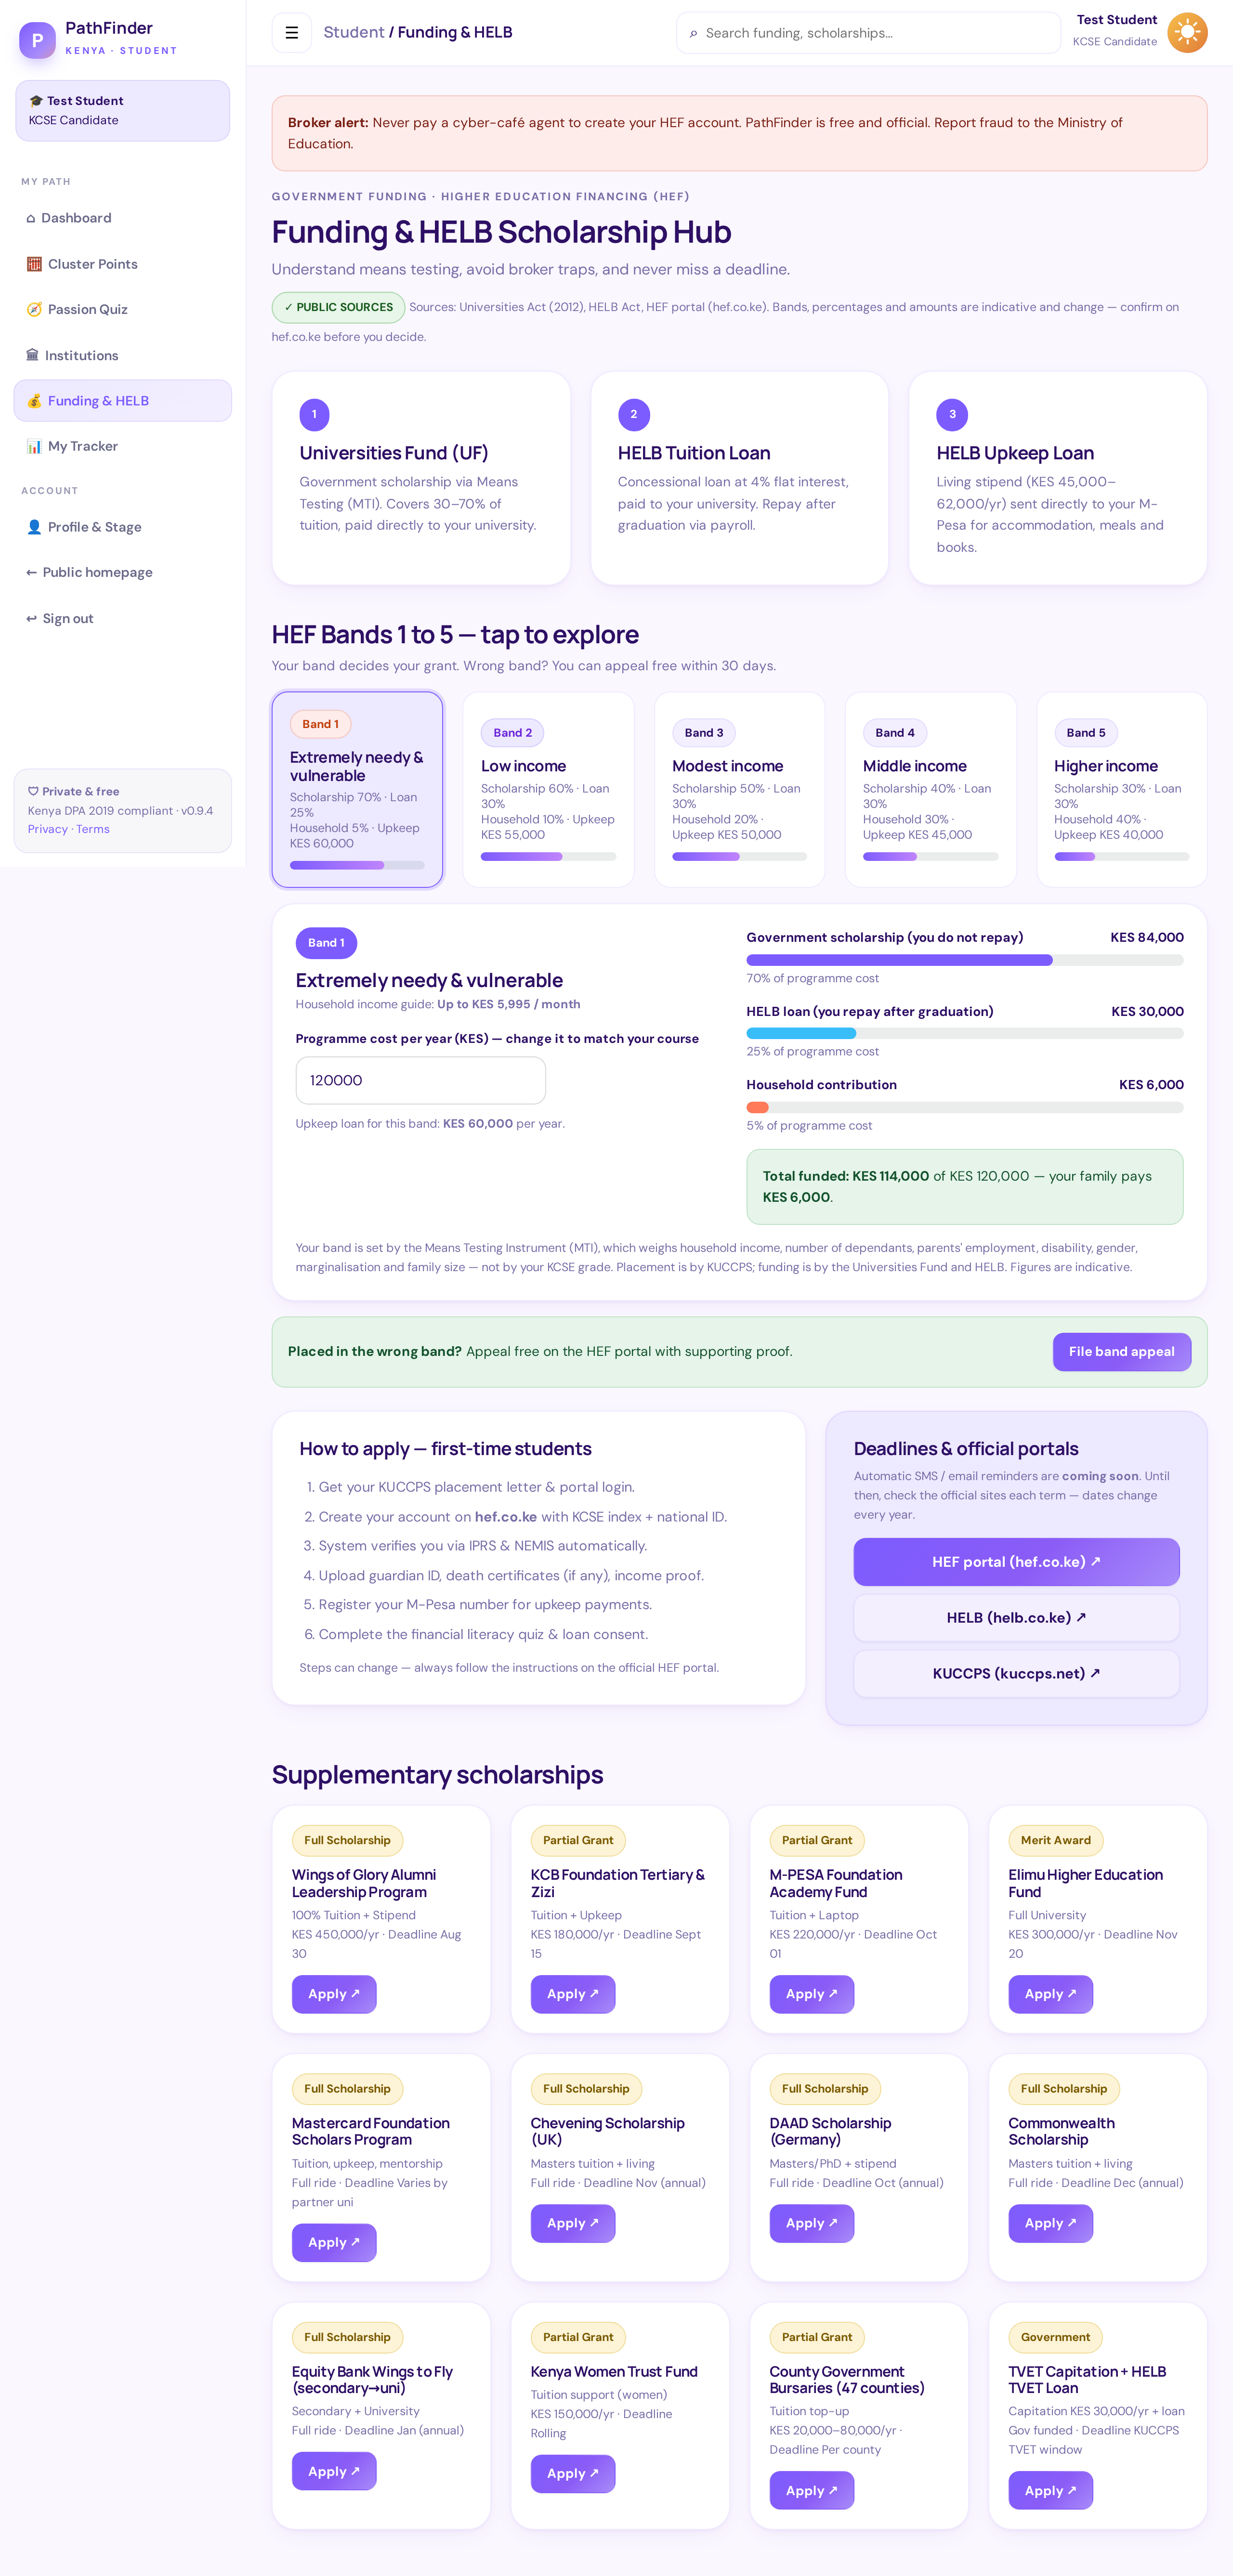 P
PathFinder
KENYA · STUDENT
🎓 Test Student
KCSE Candidate
MY PATH
⌂ Dashboard
🧮 Cluster Points
🧭 Passion Quiz
🏛 Institutions
💰 Funding & HELB
📊 My Tracker
ACCOUNT
👤 Profile & Stage
← Public homepage
↩ Sign out
🛡 Private & free
Kenya DPA 2019 compliant · v0.9.4
Privacy · Terms
☰
Student / Funding & HELB
⌕ Search funding, scholarships...
Test Student
KCSE Candidate
Broker alert: Never pay a cyber-café agent to create your HEF account. PathFinder is free and official. Report fraud to the Ministry of
Education.
GOVERNMENT FUNDING · HIGHER EDUCATION FINANCING (HEF)
Funding & HELB Scholarship Hub
Understand means testing, avoid broker traps, and never miss a deadline.
✓ PUBLIC SOURCES Sources: Universities Act (2012), HELB Act, HEF portal (hef.co.ke). Bands, percentages and amounts are indicative and change — confirm on
hef.co.ke before you decide.
1
Universities Fund (UF)
Government scholarship via Means
Testing (MTI). Covers 30–70% of
tuition, paid directly to your university.
2
HELB Tuition Loan
Concessional loan at 4% flat interest,
paid to your university. Repay after
graduation via payroll.
3
HELB Upkeep Loan
Living stipend (KES 45,000–
62,000/yr) sent directly to your M-
Pesa for accommodation, meals and
books.
HEF Bands 1 to 5 — tap to explore
Your band decides your grant. Wrong band? You can appeal free within 30 days.
Band 1
Extremely needy &
vulnerable
Scholarship 70% · Loan
25%
Household 5% · Upkeep
KES 60,000
Band 2
Low income
Scholarship 60% · Loan
30%
Household 10% · Upkeep
KES 55,000
Band 3
Modest income
Scholarship 50% · Loan
30%
Household 20% ·
Upkeep KES 50,000
Band 4
Middle income
Scholarship 40% · Loan
30%
Household 30% ·
Upkeep KES 45,000
Band 5
Higher income
Scholarship 30% · Loan
30%
Household 40% ·
Upkeep KES 40,000
Band 1
Extremely needy & vulnerable
Household income guide: Up to KES 5,995 / month
Programme cost per year (KES) — change it to match your course
120000
Upkeep loan for this band: KES 60,000 per year.
Government scholarship (you do not repay) KES 84,000
70% of programme cost
HELB loan (you repay after graduation) KES 30,000
25% of programme cost
Household contribution KES 6,000
5% of programme cost
Total funded: KES 114,000 of KES 120,000 — your family pays
KES 6,000.
Your band is set by the Means Testing Instrument (MTI), which weighs household income, number of dependants, parents' employment, disability, gender,
marginalisation and family size — not by your KCSE grade. Placement is by KUCCPS; funding is by the Universities Fund and HELB. Figures are indicative.
Placed in the wrong band? Appeal free on the HEF portal with supporting proof.
File band appeal
How to apply — first-time students
1. Get your KUCCPS placement letter & portal login.
2. Create your account on hef.co.ke with KCSE index + national ID.
3. System verifies you via IPRS & NEMIS automatically.
4. Upload guardian ID, death certificates (if any), income proof.
5. Register your M-Pesa number for upkeep payments.
6. Complete the financial literacy quiz & loan consent.
Steps can change — always follow the instructions on the official HEF portal.
Deadlines & official portals
Automatic SMS / email reminders are coming soon. Until
then, check the official sites each term — dates change
every year.
HEF portal (hef.co.ke) ↗
HELB (helb.co.ke) ↗
KUCCPS (kuccps.net) ↗
Supplementary scholarships
Full Scholarship
Wings of Glory Alumni
Leadership Program
100% Tuition + Stipend
KES 450,000/yr · Deadline Aug
30
Apply ↗
Partial Grant
KCB Foundation Tertiary &
Zizi
Tuition + Upkeep
KES 180,000/yr · Deadline Sept
15
Apply ↗
Partial Grant
M-PESA Foundation
Academy Fund
Tuition + Laptop
KES 220,000/yr · Deadline Oct
01
Apply ↗
Merit Award
Elimu Higher Education
Fund
Full University
KES 300,000/yr · Deadline Nov
20
Apply ↗
Full Scholarship
Mastercard Foundation
Scholars Program
Tuition, upkeep, mentorship
Full ride · Deadline Varies by
partner uni
Apply ↗
Full Scholarship
Chevening Scholarship
(UK)
Masters tuition + living
Full ride · Deadline Nov (annual)
Apply ↗
Full Scholarship
DAAD Scholarship
(Germany)
Masters/PhD + stipend
Full ride · Deadline Oct (annual)
Apply ↗
Full Scholarship
Commonwealth
Scholarship
Masters tuition + living
Full ride · Deadline Dec (annual)
Apply ↗
Full Scholarship
Equity Bank Wings to Fly
(secondary→uni)
Secondary + University
Full ride · Deadline Jan (annual)
Apply ↗
Partial Grant
Kenya Women Trust Fund
Tuition support (women)
KES 150,000/yr · Deadline
Rolling
Apply ↗
Partial Grant
County Government
Bursaries (47 counties)
Tuition top-up
KES 20,000–80,000/yr ·
Deadline Per county
Apply ↗
Government
TVET Capitation + HELB
TVET Loan
Capitation KES 30,000/yr + loan
Gov funded · Deadline KUCCPS
TVET window
Apply ↗